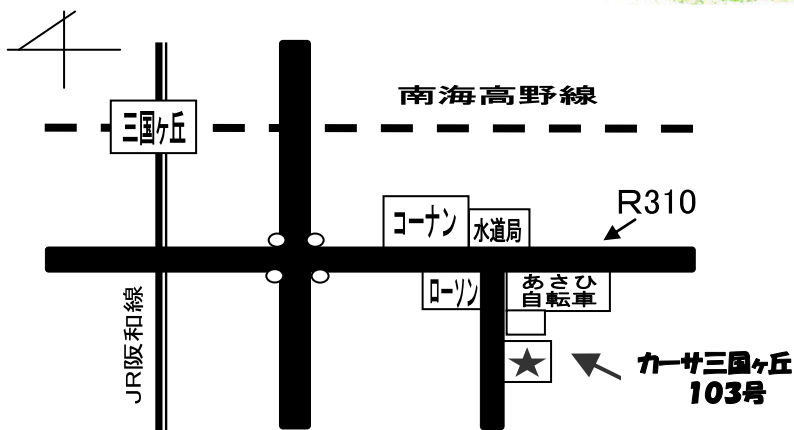 南海高野線
三国ヶ丘
R310
コーナン
水道局
ローソン
あさひ
自転車
JR阪和線
カーサ三国ヶ丘
103号